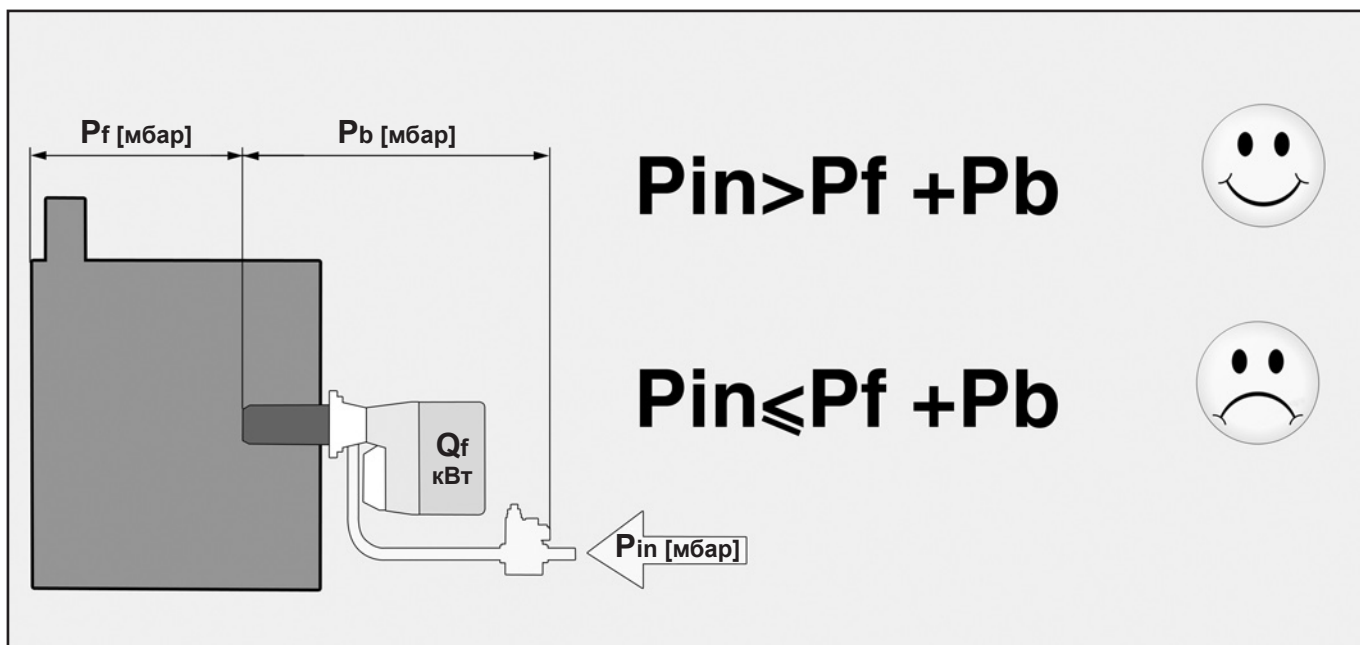 Pf [мбар]
Pb [мбар]
Pin>Pf +Pb
Pin⩽Pf +Pb
Qf
кВт
Pin [мбар]